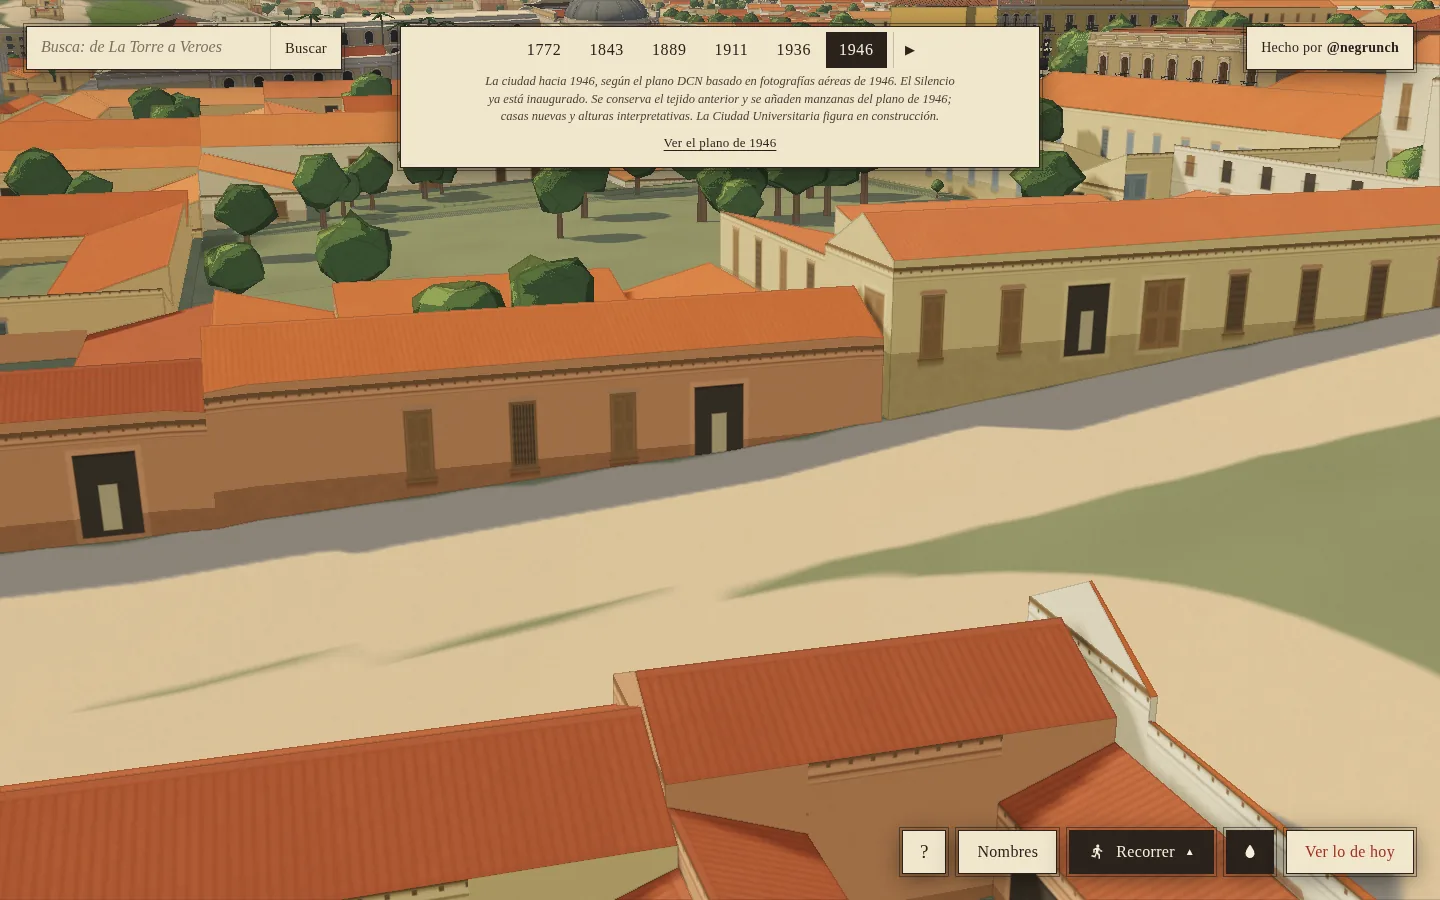 Busca: de La Torre a Veroes
Buscar
1772 1843 1889 1911 1936 1946 ▶
La ciudad hacia 1946, según el plano DCN basado en fotografías aéreas de 1946. El Silencio
ya está inaugurado. Se conserva el tejido anterior y se añaden manzanas del plano de 1946;
casas nuevas y alturas interpretativas. La Ciudad Universitaria figura en construcción.
Ver el plano de 1946
Hecho por @negrunch
?
Nombres
Recorrer ▲
Ver lo de hoy